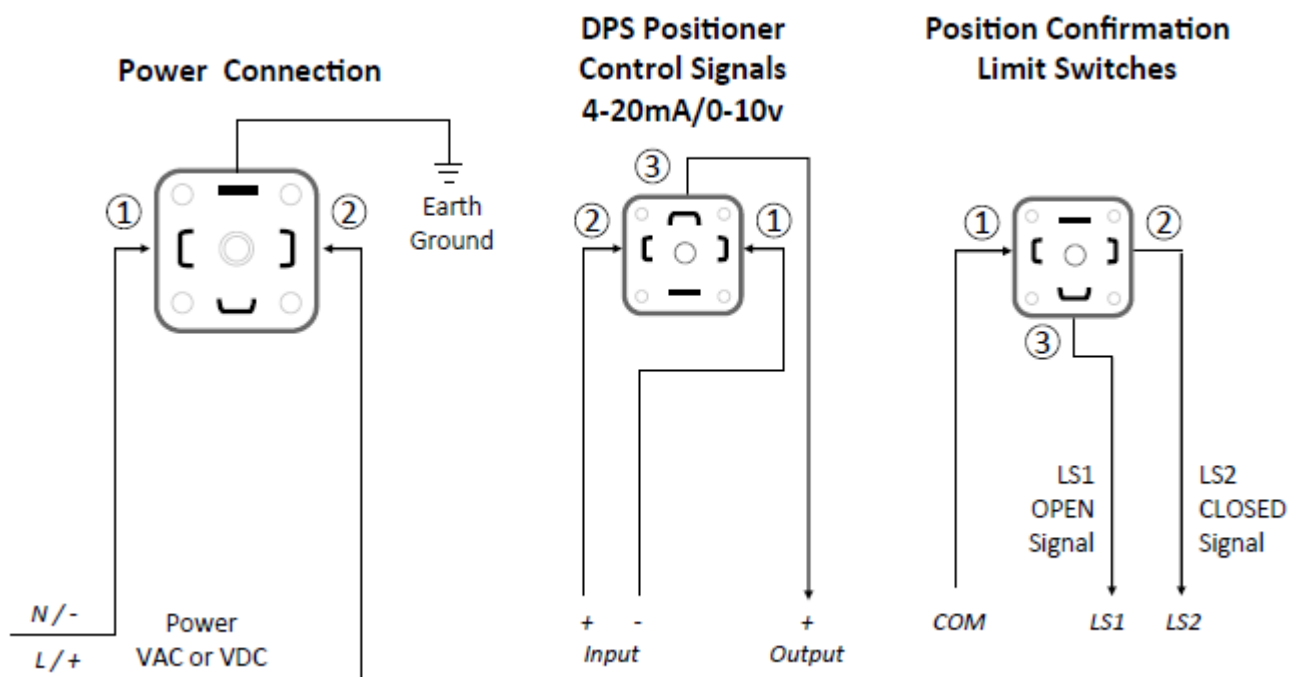 Power Connection
①
②
Earth
Ground
N / -
L / +
Power
VAC or VDC
DPS Positioner
Control Signals
4-20mA/0-10v
③
②
①
+ -
Input
+
Output
Position Confirmation
Limit Switches
①
②
③
LS1
OPEN
Signal
LS2
CLOSED
Signal
COM
LS1
LS2